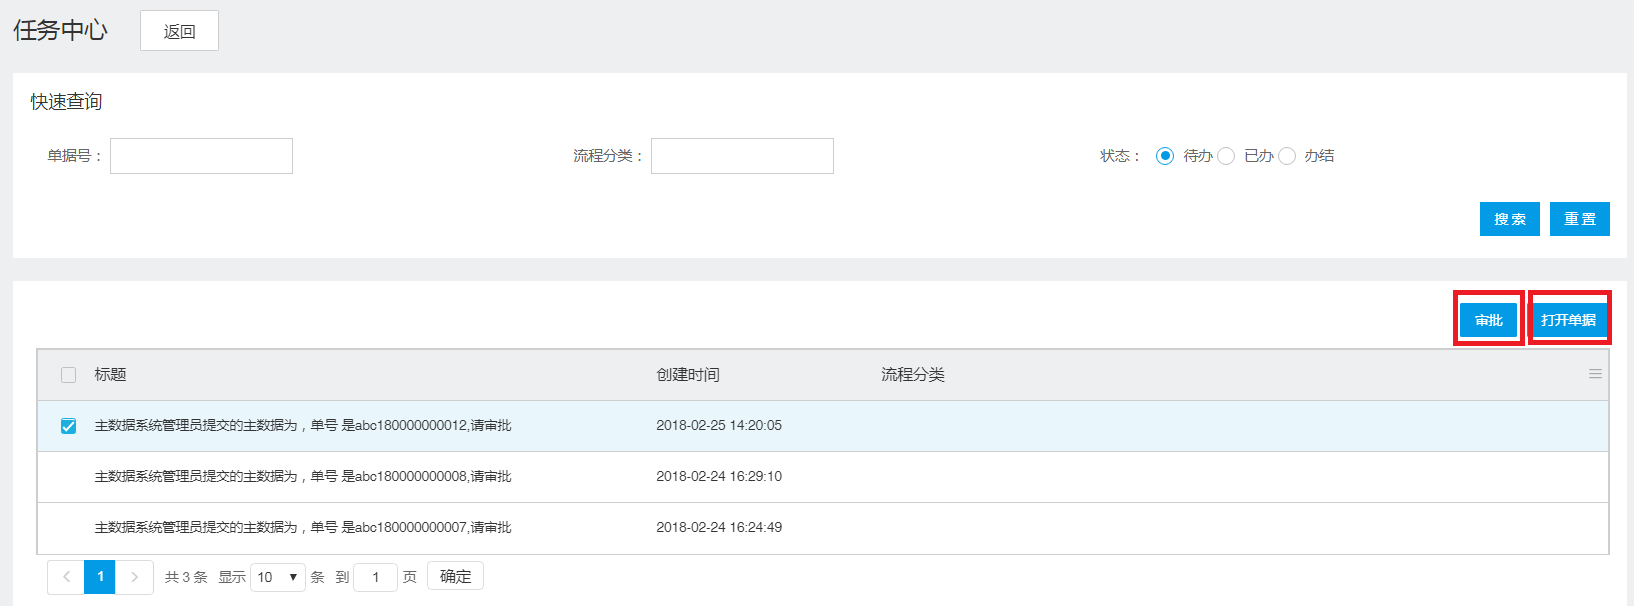 任务中心 返回
快速查询
单据号： 流程分类： 状态： 待办 已办 办结
搜索 重置
审批 打开单据
标题 创建时间 流程分类
主数据系统管理员提交的主数据为，单号 是abc180000000012,请审批 2018-02-25 14:20:05
主数据系统管理员提交的主数据为，单号 是abc180000000008,请审批 2018-02-24 16:29:10
主数据系统管理员提交的主数据为，单号 是abc180000000007,请审批 2018-02-24 16:24:49
1 共 3 条 显示 10 条 到 1 页 确定